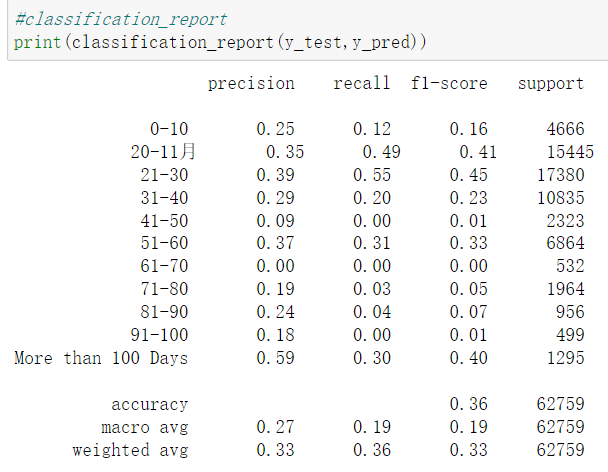 #classification_report
print(classification_report(y_test,y_pred))
precision recall f1-score support
0-10 0.25 0.12 0.16 4666
20-11月 0.35 0.49 0.41 15445
21-30 0.39 0.55 0.45 17380
31-40 0.29 0.20 0.23 10835
41-50 0.09 0.00 0.01 2323
51-60 0.37 0.31 0.33 6864
61-70 0.00 0.00 0.00 532
71-80 0.19 0.03 0.05 1964
81-90 0.24 0.04 0.07 956
91-100 0.18 0.00 0.01 499
More than 100 Days 0.59 0.30 0.40 1295
accuracy 0.36 62759
macro avg 0.27 0.19 0.19 62759
weighted avg 0.33 0.36 0.33 62759